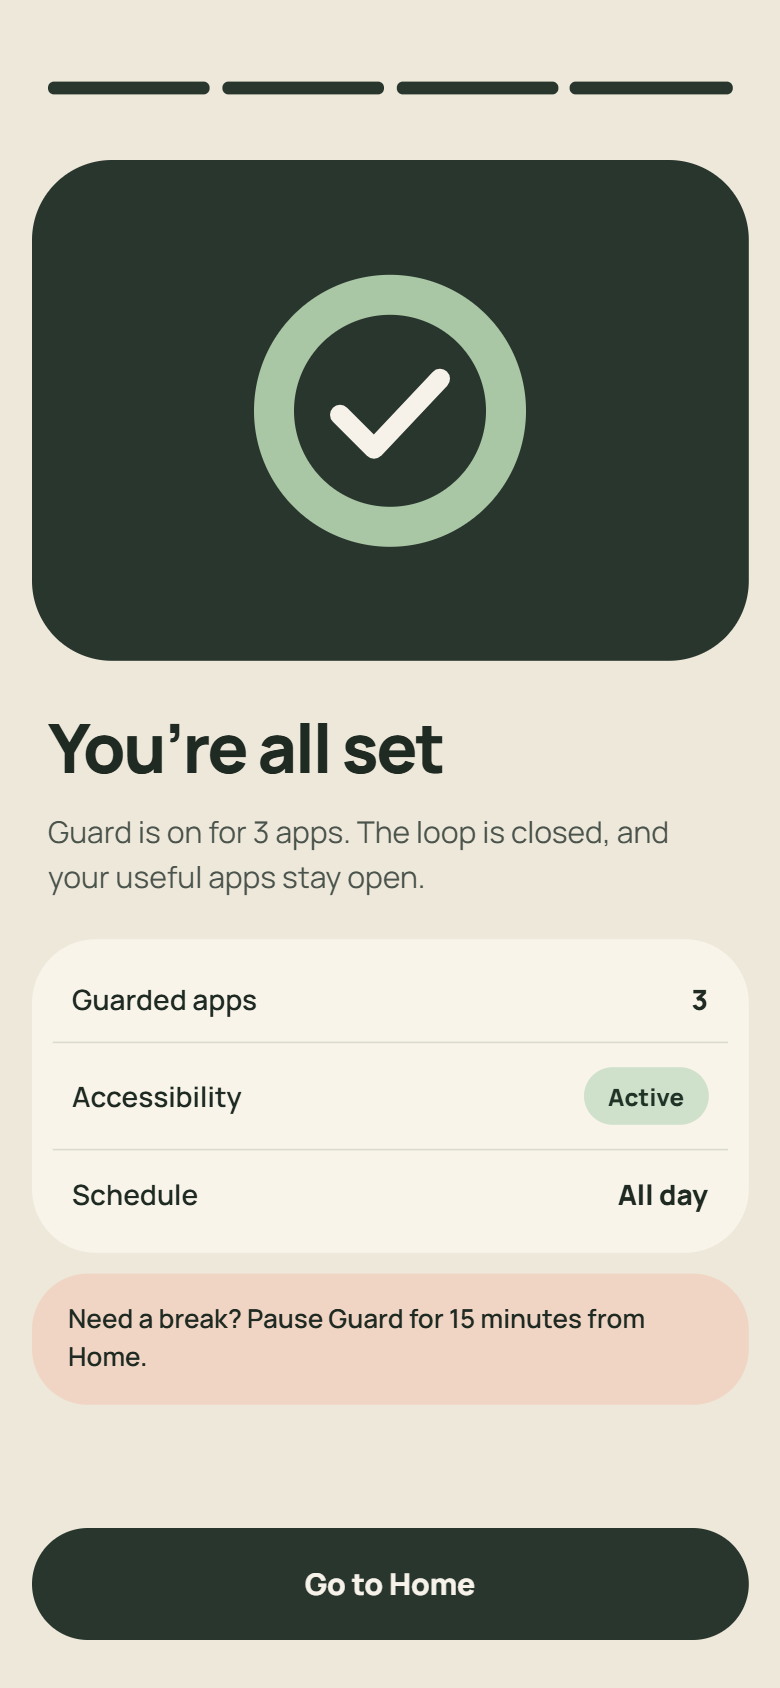 You’re all set
Guard is on for 3 apps. The loop is closed, and
your useful apps stay open.
Guarded apps 3
Accessibility Active
Schedule All day
Need a break? Pause Guard for 15 minutes from
Home.
Go to Home